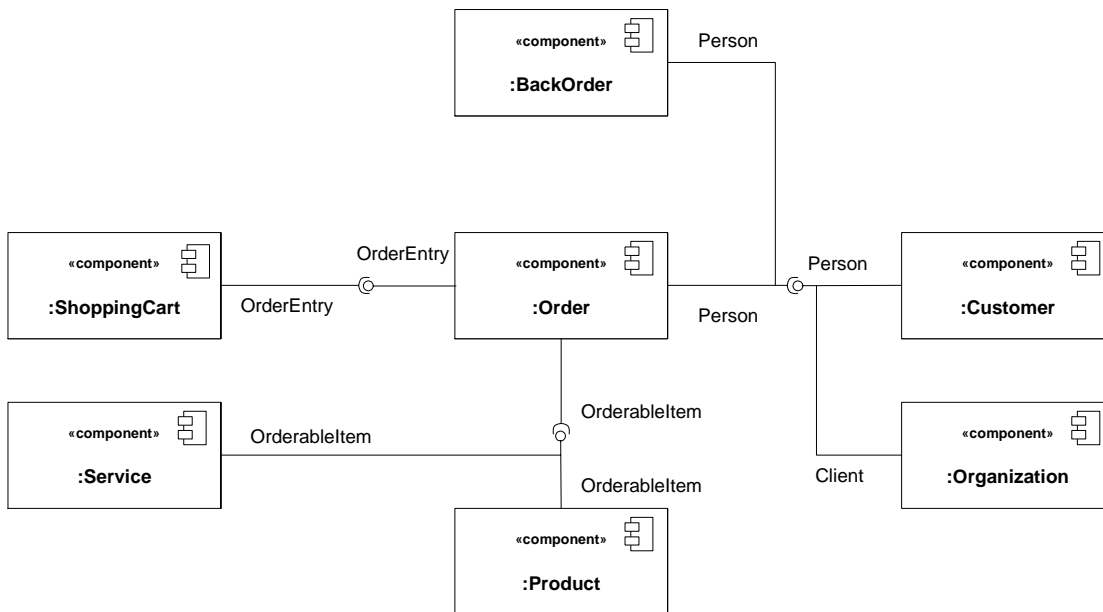 «component»
:BackOrder
Person
«component»
:ShoppingCart
OrderEntry
OrderEntry
«component»
:Order
Person
Person
«component»
:Customer
«component»
:Service
OrderableItem
OrderableItem
OrderableItem
Client
«component»
:Organization
«component»
:Product